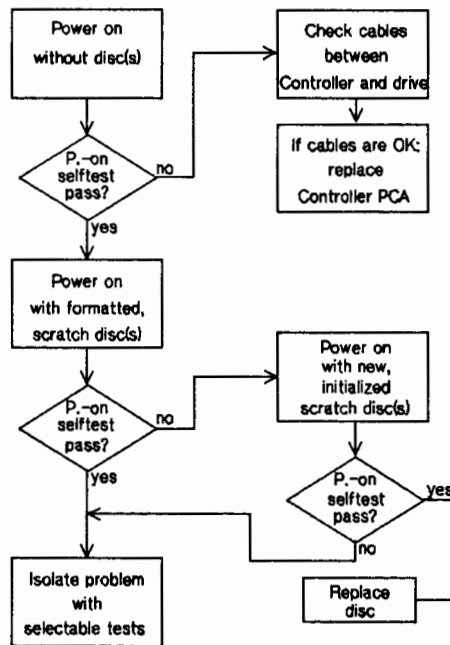 Power on
without disc(s)
Check cables
between
Controller and drive
P.-on
selftest
pass?
no
yes
If cables are OK:
replace
Controller PCA
Power on
with formatted,
scratch disc(s)
Power on
with new,
initialized
scratch disc(s)
P.-on
selftest
pass?
no
yes
P.-on
selftest
pass?
yes
no
Isolate problem
with
selectable tests
Replace
disc